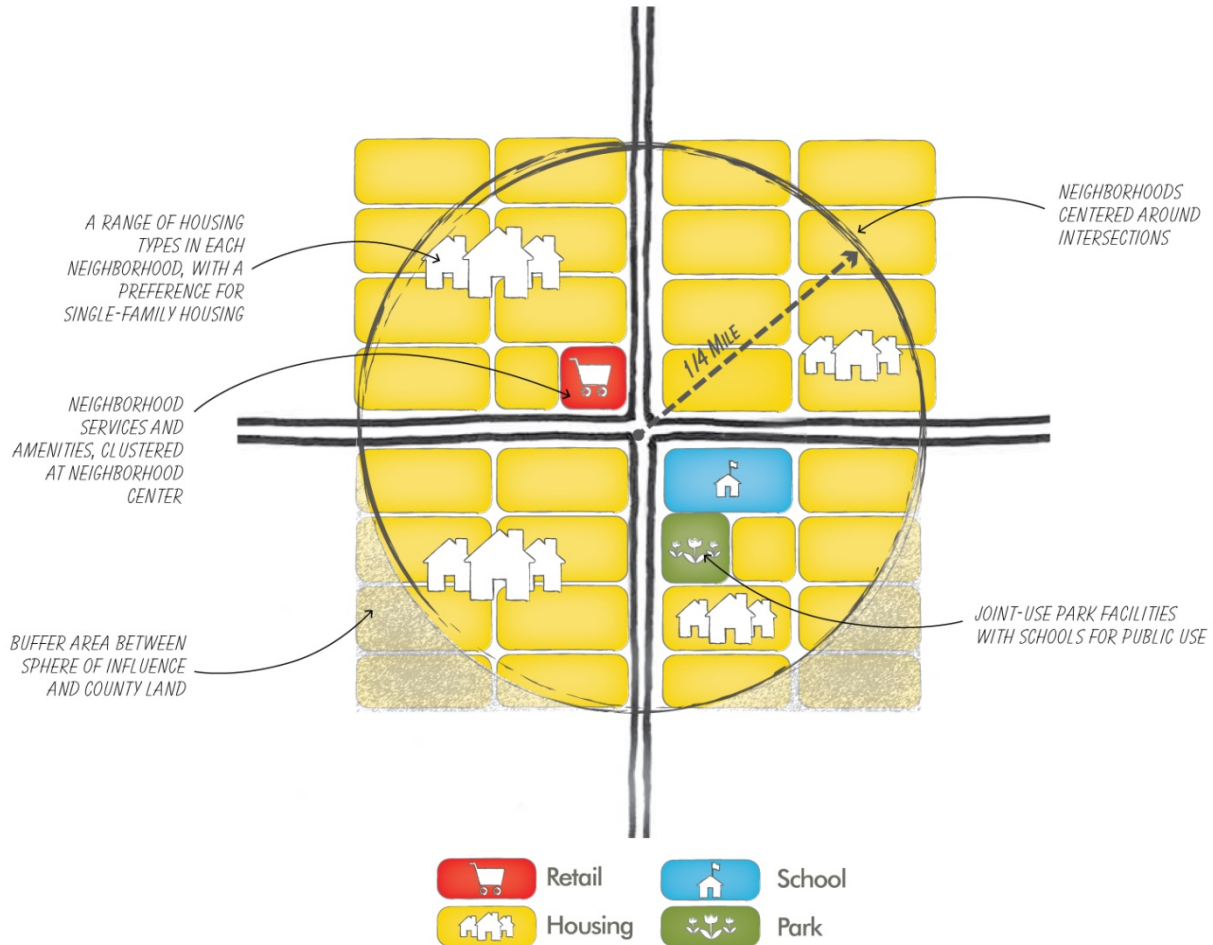 A RANGE OF HOUSING
TYPES IN EACH
NEIGHBORHOOD, WITH A
PREFERENCE FOR
SINGLE-FAMILY HOUSING
NEIGHBORHOODS
CENTERED AROUND
INTERSECTIONS
1/4 MILE
NEIGHBORHOOD
SERVICES AND
AMENITIES, CLUSTERED
AT NEIGHBORHOOD
CENTER
BUFFER AREA BETWEEN
SPHERE OF INFLUENCE
AND COUNTY LAND
JOINT-USE PARK FACILITIES
WITH SCHOOLS FOR PUBLIC USE
Retail
School
Housing
Park